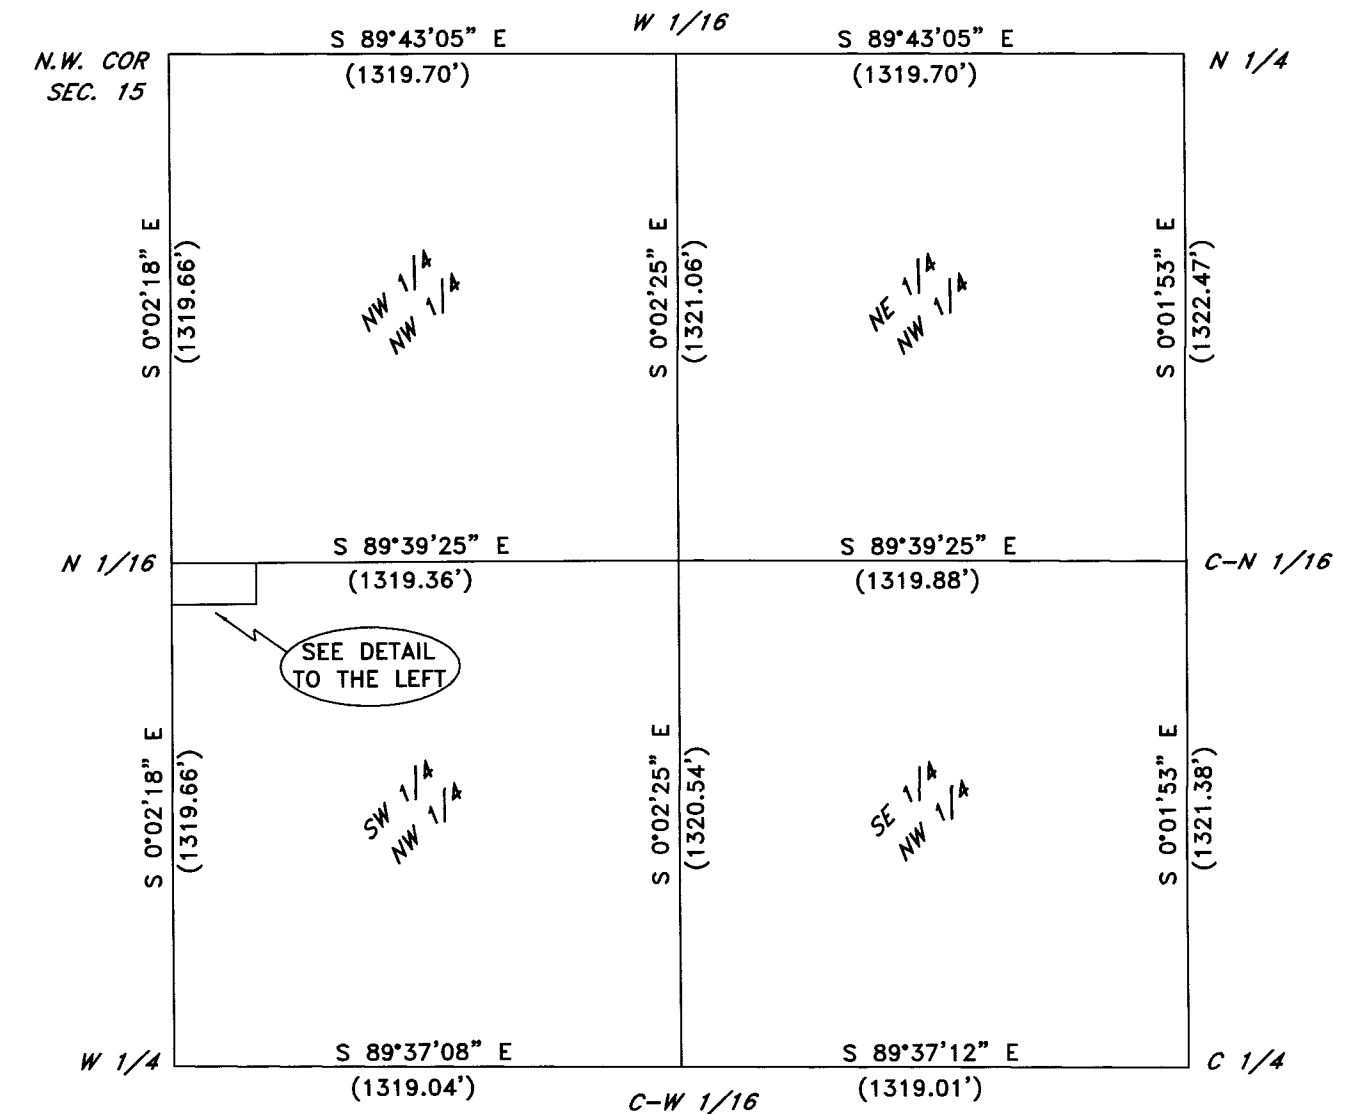 W 1/16
S 89°43'05" E
S 89°43'05" E
N.W. COR
SEC. 15
(1319.70')
(1319.70')
N 1/4
S 0°02'18" E
(1319.66')
NW 1/4
NW 1/4
S 0°02'25" E
(1321.06')
NE 1/4
NW 1/4
S 0°01'53" E
(1322.47')
N 1/16
S 89°39'25" E
(1319.36')
S 89°39'25" E
(1319.88')
C-N 1/16
SEE DETAIL
TO THE LEFT
S 0°02'18" E
(1319.66')
SW 1/4
NW 1/4
S 0°02'25" E
(1320.54')
SE 1/4
NW 1/4
S 0°01'53" E
(1321.38')
W 1/4
S 89°37'08" E
(1319.04')
C-W 1/16
S 89°37'12" E
(1319.01')
C 1/4